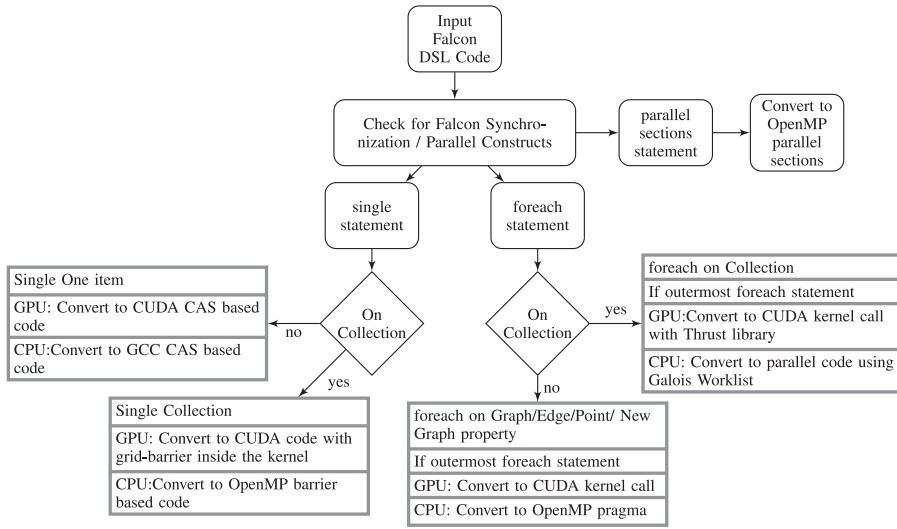 Input
Falcon
DSL Code
Check for Falcon Synchro-
nization / Parallel Constructs
parallel
sections
statement
Convert to
OpenMP
parallel
sections
single
statement
foreach
statement
On
Collection
no
yes
On
Collection
yes
no
Single One item
GPU: Convert to CUDA CAS based
code
CPU:Convert to GCC CAS based
code
Single Collection
GPU: Convert to CUDA code with
grid-barrier inside the kernel
CPU:Convert to OpenMP barrier
based code
foreach on Collection
If outermost foreach statement
GPU:Convert to CUDA kernel call
with Thrust library
CPU: Convert to parallel code using
Galois Worklist
foreach on Graph/Edge/Point/ New
Graph property
If outermost foreach statement
GPU: Convert to CUDA kernel call
CPU: Convert to OpenMP pragma